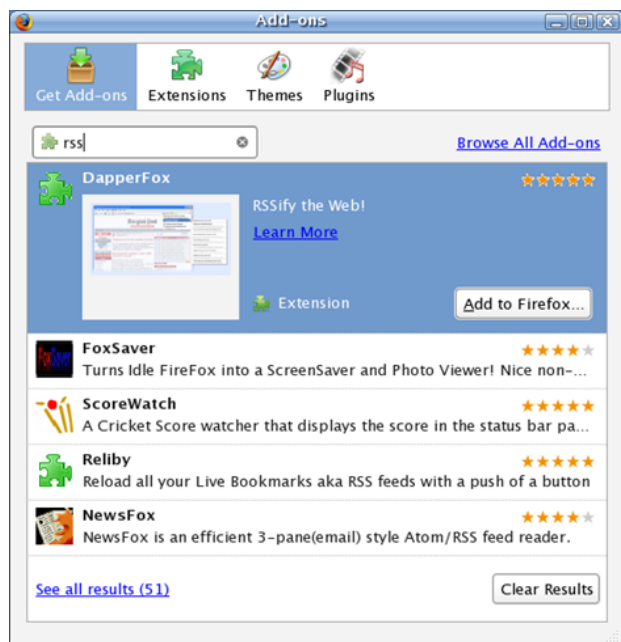 Add-ons
Get Add-ons Extensions Themes Plugins
rss Browse All Add-ons
DapperFox
RSSify the Web!
Learn More
Extension Add to Firefox...
FoxSaver
Turns Idle FireFox into a ScreenSaver and Photo Viewer! Nice non-...
ScoreWatch
A Cricket Score watcher that displays the score in the status bar pa...
Reliby
Reload all your Live Bookmarks aka RSS feeds with a push of a button
NewsFox
NewsFox is an efficient 3-pane(email) style Atom/RSS feed reader.
See all results (51) Clear Results